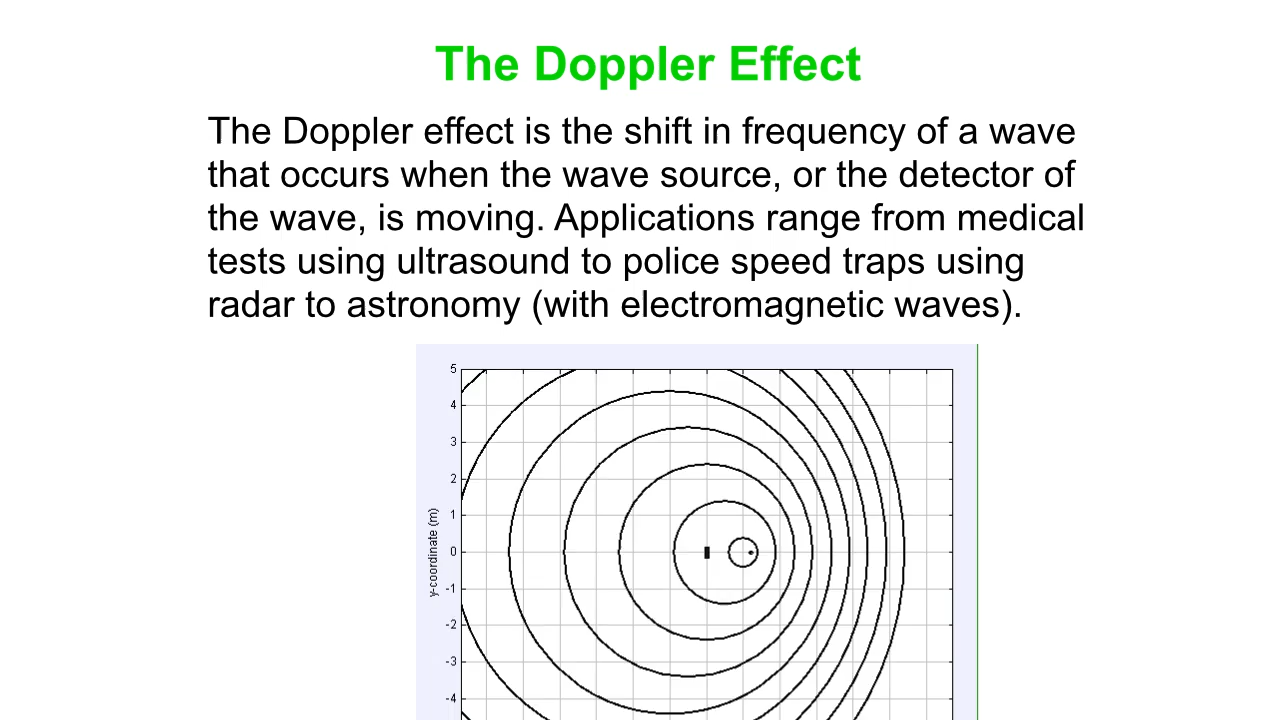 The Doppler Effect
The Doppler effect is the shift in frequency of a wave
that occurs when the wave source, or the detector of
the wave, is moving. Applications range from medical
tests using ultrasound to police speed traps using
radar to astronomy (with electromagnetic waves).
5
4
3
2
1
0
-1
-2
-3
-4
y-coordinate (m)